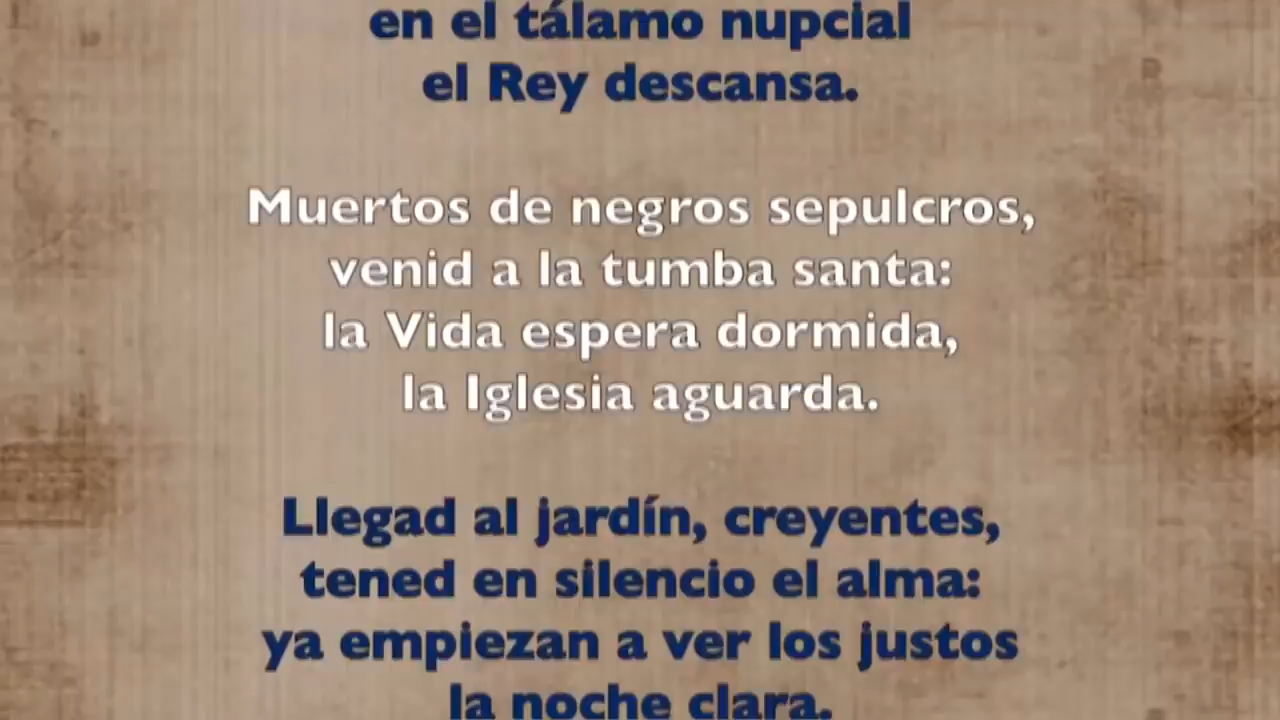 en el tálamo nupcial
el Rey descansa.
Muertos de negros sepulcros,
venid a la tumba santa:
la Vida espera dormida,
la Iglesia aguarda.
Llegad al jardín, creyentes,
tened en silencio el alma:
ya empiezan a ver los justos
la noche clara.